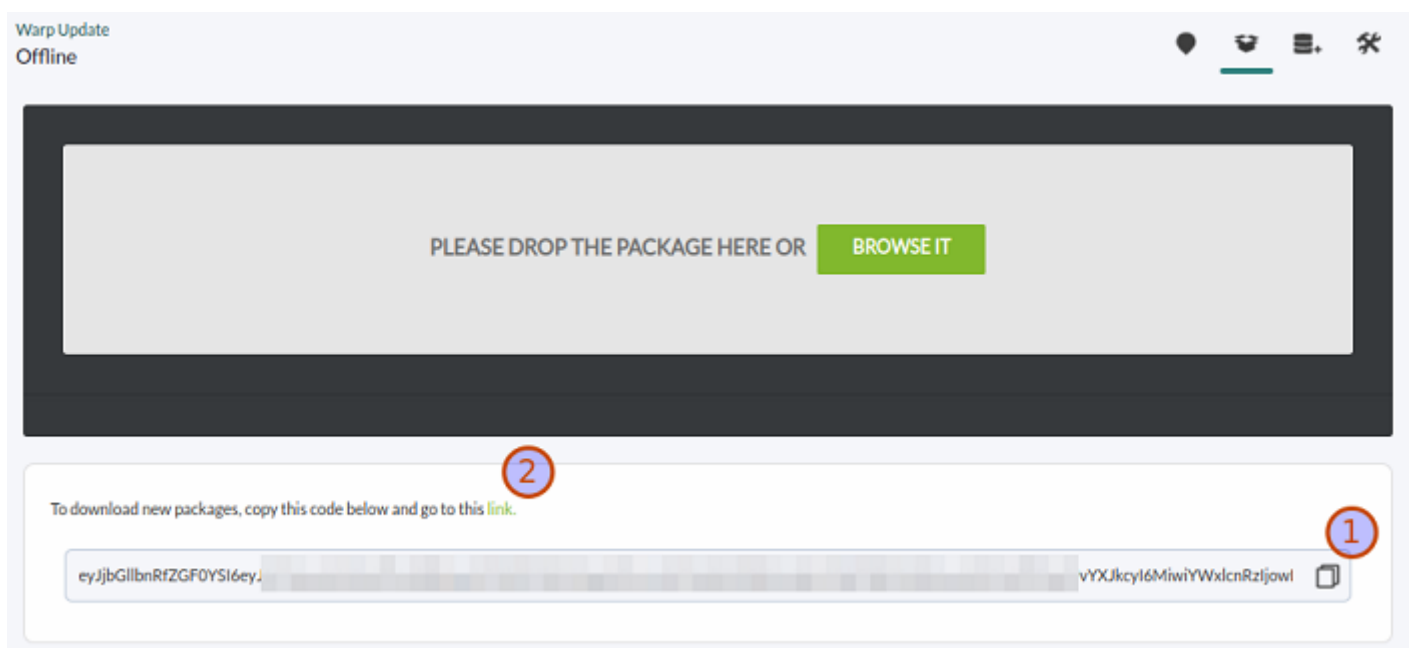 Warp Update
Offline
PLEASE DROP THE PACKAGE HERE OR BROWSE IT
2
To download new packages, copy this code below and go to this link.
1
eyJjbGllbnRfZGF0YSI6eyJ
vYXJkcyI6MiwiYWxlcnRzIjowI